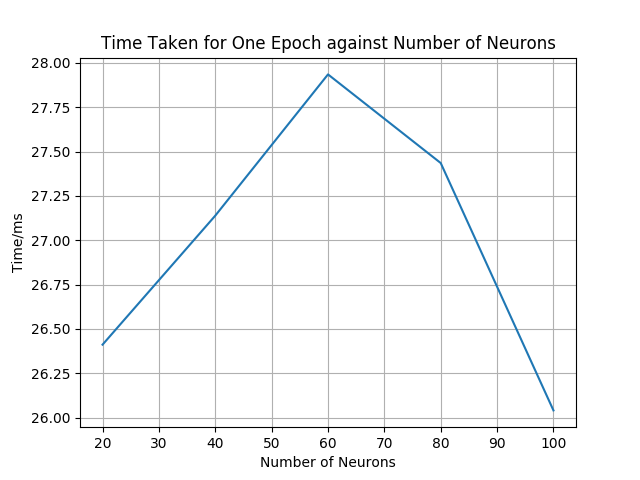 Time Taken for One Epoch against Number of Neurons
28.00
27.75
27.50
27.25
27.00
26.75
26.50
26.25
26.00
Time/ms
20 30 40 50 60 70 80 90 100
Number of Neurons